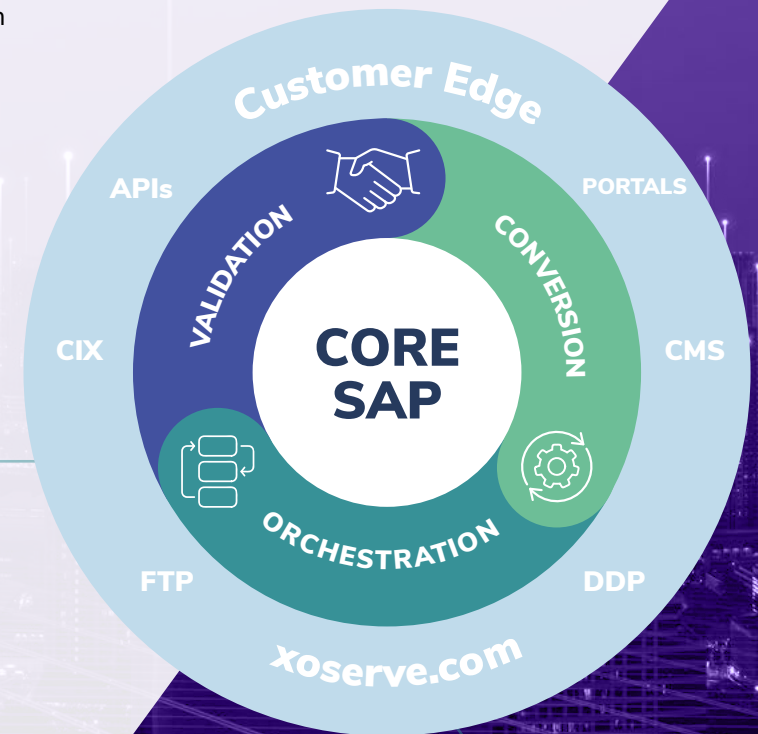 n
Customer Edge
APIs
PORTALS
VALIDATION
CONVERSION
CIX
CORE
SAP
CMS
ORCHESTRATION
FTP
DDP
xoserve.com